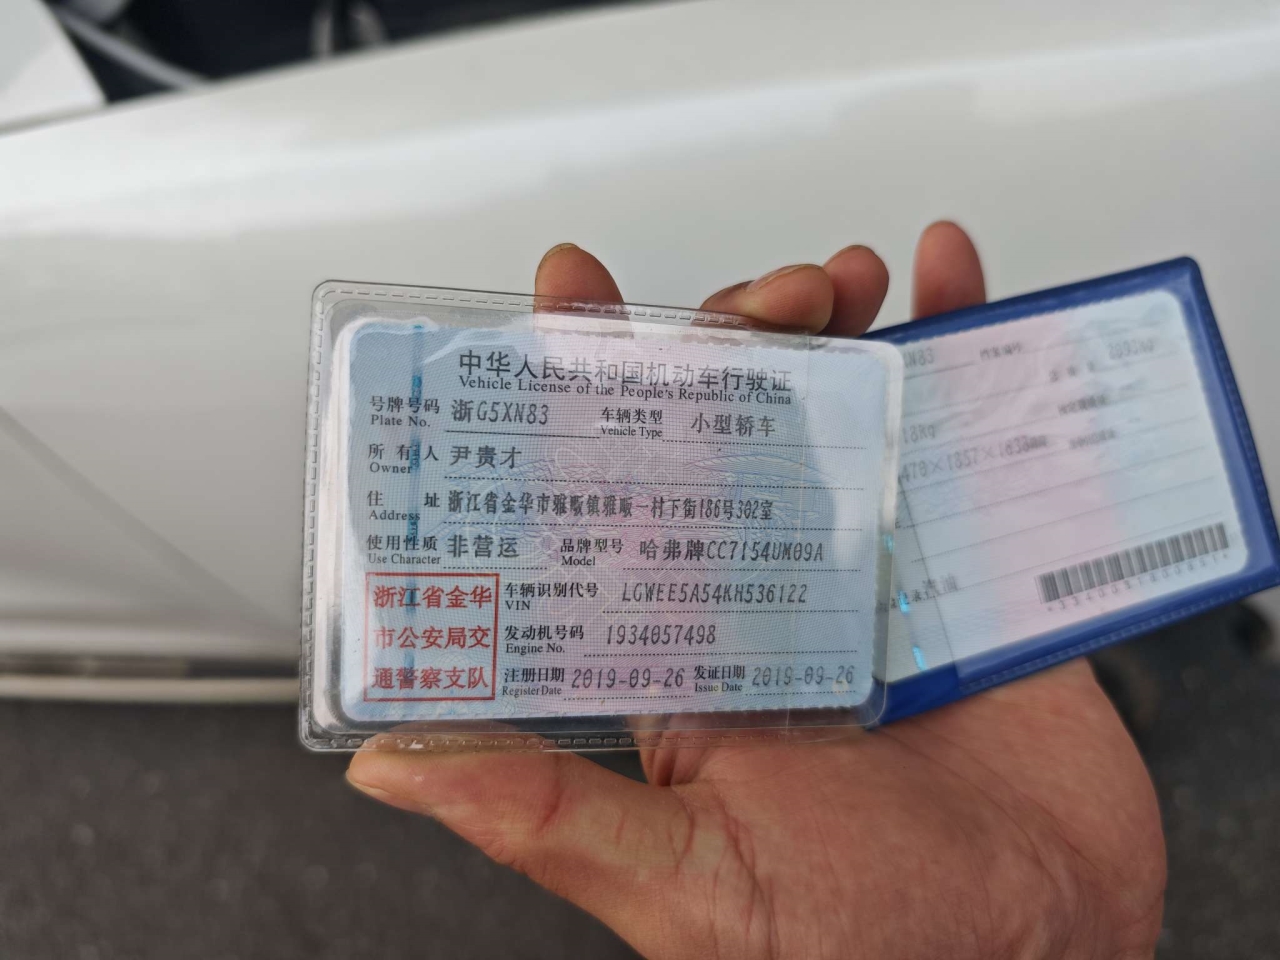 中华人民共和国机动车行驶证
Vehicle License of the People's Republic of China
号牌号码 浙G5XN83 车辆类型 小型轿车
Plate No. Vehicle Type
所有人 尹贵才
Owner
住址 浙江省金华市雅畈镇雅畈一村下街186号302室
Address
使用性质 非营运 品牌型号 哈弗牌CC7154UM09A
Use Character Model
浙江省金华
市公安局交
通警察支队
车辆识别代号 LGWEE5A54KH536122
VIN
发动机号码 1934057498
Engine No.
注册日期 2019-09-26 发证日期 2019-09-26
Register Date Issue Date
N83 档案编号